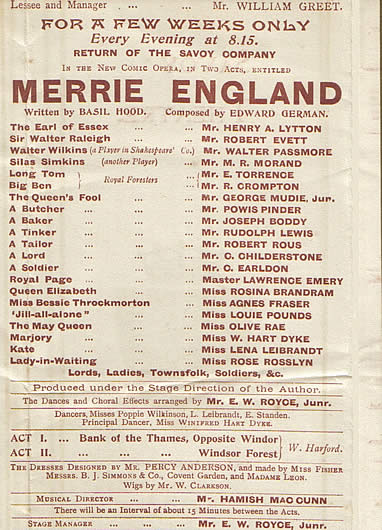 Lessee and Manager ... ... Mr. WILLIAM GREET.
FOR A FEW WEEKS ONLY
Every Evening at 8.15.
RETURN OF THE SAVOY COMPANY
In the New Comic Opera, in Two Acts, entitled
MERRIE ENGLAND
Written by BASIL HOOD. Composed by EDWARD GERMAN.
The Earl of Essex ... ... Mr. HENRY A. LYTTON
Sir Walter Raleigh ... ... Mr. ROBERT EVETT
Walter Wilkins (a Player in Shakespeare' Co.) Mr. WALTER PASSMORE
Silas Simkins (another Player) ... Mr. M. R. MORAND
Long Tom } Royal Foresters ... { Mr. E. TORRENCE
Big Ben } { Mr. R. CROMPTON
The Queen's Fool ... ... Mr. GEORGE MUDIE, Jun.
A Butcher ... ... ... Mr. POWIS PINDER
A Baker ... ... ... Mr. JOSEPH BODDY
A Tinker ... ... ... Mr. RUDOLPH LEWIS
A Tailor ... ... ... Mr. ROBERT ROUS
A Lord ... ... ... Mr. C. CHILDERSTONE
A Soldier ... ... ... Mr. C. EARLDON
Royal Page ... ... Master LAWRENCE EMERY
Queen Elizabeth ... ... Miss ROSINA BRANDRAM
Miss Bessie Throckmorton ... Miss AGNES FRASER
'Jill-all-alone" ... ... Miss LOUIE POUNDS
The May Queen ... ... Miss OLIVE RAE
Marjory ... ... ... Miss W. HART DYKE
Kate ... ... ... Miss LENA LEIBRANDT
Lady-in-Waiting ... ... Miss ROSE ROSSLYN
Lords, Ladies, Townsfolk, Soldiers, &c.
Produced under the Stage Direction of the Author.
The Dances and Choral Effects arranged by Mr. E. W. ROYCE, Junr.
Dancers, Misses Poppie Wilkinson, L. Leibrandt, E. Standen.
Principal Dancer, Miss Winifred Hart Dyke.
ACT I. ... Bank of the Thames, Opposite Windor } W. Harford.
ACT II. ... ... ... Windsor Forest }
The Dresses Designed by Mr. PERCY ANDERSON, and made by Miss Fisher
Messrs. B. J. Simmons & Co., Covent Garden, and Madame Leon.
Wigs by Mr. W. Clarkson.
Musical Director ... ... Mr. HAMISH MAC CUNN
There will be an Interval of about 15 Minutes between the Acts.
Stage Manager ... ... Mr. E. W. ROYCE, Junr.